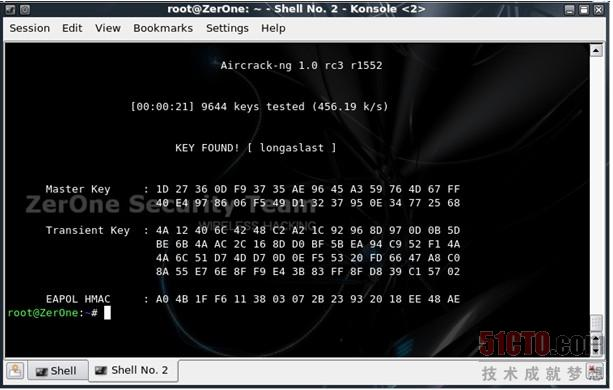 root@ZerOne: ~ - Shell No. 2 - Konsole <2>
Session Edit View Bookmarks Settings Help
Aircrack-ng 1.0 rc3 r1552
[00:00:21] 9644 keys tested (456.19 k/s)
KEY FOUND! [ longaslast ]
Master Key : 1D 27 36 0D F9 37 35 AE 96 45 A3 59 76 4D 67 FF
40 E4 97 86 06 F5 49 D1 32 37 95 0E 34 77 25 68
ZerOne Security Team
WIRELESS HACKING
Transient Key : 4A 12 40 6C 42 48 C2 A2 1C 92 96 8D 97 0D 0B 5D
BE 6B 4A AC 2C 16 8D D0 BF 5B EA 94 C9 52 F1 4A
4A 6C 51 D7 4D D7 0D 0E F5 53 20 FD 66 47 A8 C0
8A 55 E7 6E 8F F9 E4 3B 83 FF 8F D8 39 C1 57 02
EAPOL HMAC : A0 4B 1F F6 11 38 03 07 2B 23 93 20 18 EE 48 AE
root@ZerOne:~#
51CTO.com
技术成就梦想
Shell
Shell No. 2